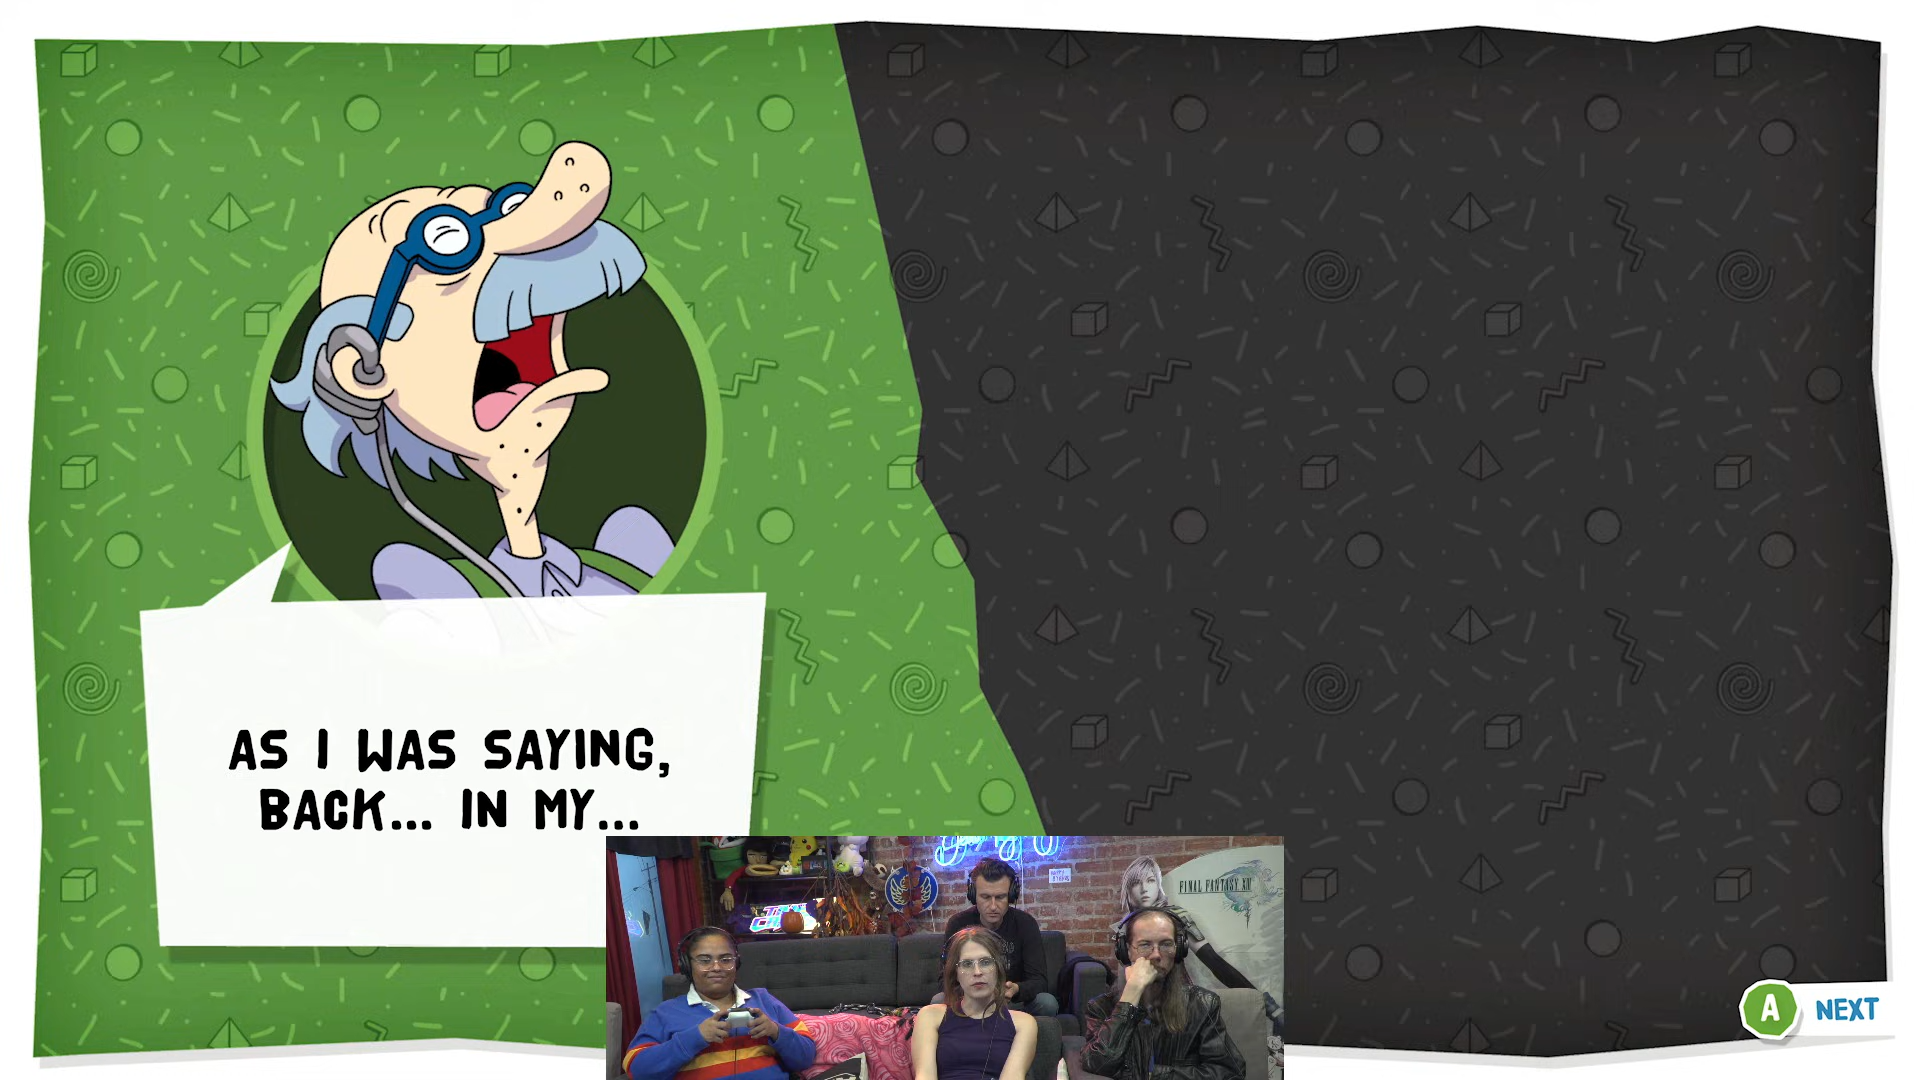 AS I WAS SAYING,
BACK... IN MY...
FINAL FANTASY XIII
A NEXT